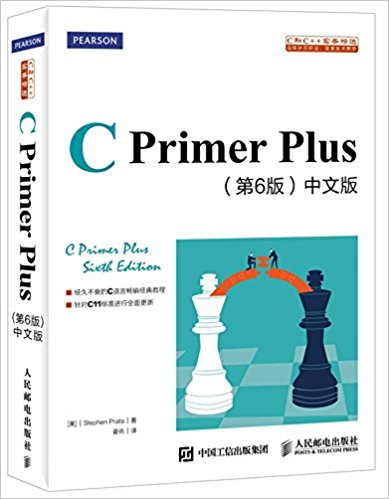 PEARSON
C和C++实务精选
C Primer Plus
(第6版)中文版
C Primer Plus
Sixth Edition
经久不衰的C语言畅销经典教程
针对C11标准进行全面更新
[美] Stephen Prata 著
姜佑 译
中国工信出版集团
人民邮电出版社
POSTS & TELECOM PRESS
PEARSON
C和C++实务精选
C Primer Plus
(第6版)
中文版
人民邮电出版社